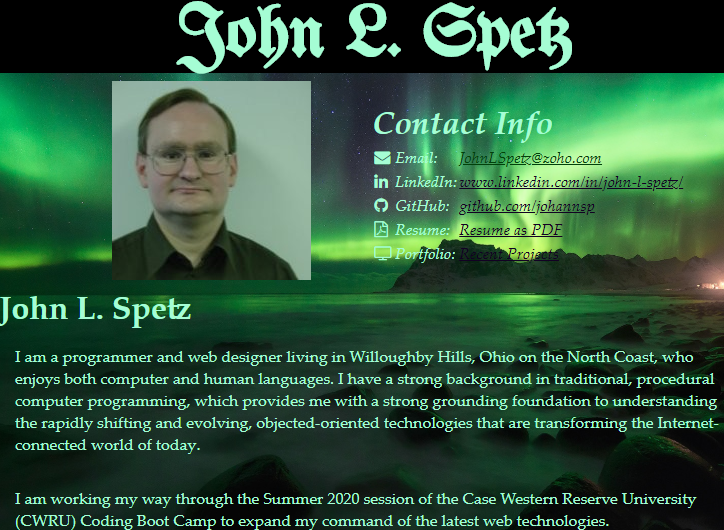 John L. Spetz
Contact Info
Email: JohnLSpetz@zoho.com
LinkedIn: www.linkedin.com/in/john-l-spetz/
GitHub: github.com/johannsp
Resume: Resume as PDF
Portfolio: Recent Projects
John L. Spetz
I am a programmer and web designer living in Willoughby Hills, Ohio on the North Coast, who
enjoys both computer and human languages. I have a strong background in traditional, procedural
computer programming, which provides me with a strong grounding foundation to understanding
the rapidly shifting and evolving, objected-oriented technologies that are transforming the Internet-
connected world of today.
I am working my way through the Summer 2020 session of the Case Western Reserve University
(CWRU) Coding Boot Camp to expand my command of the latest web technologies.